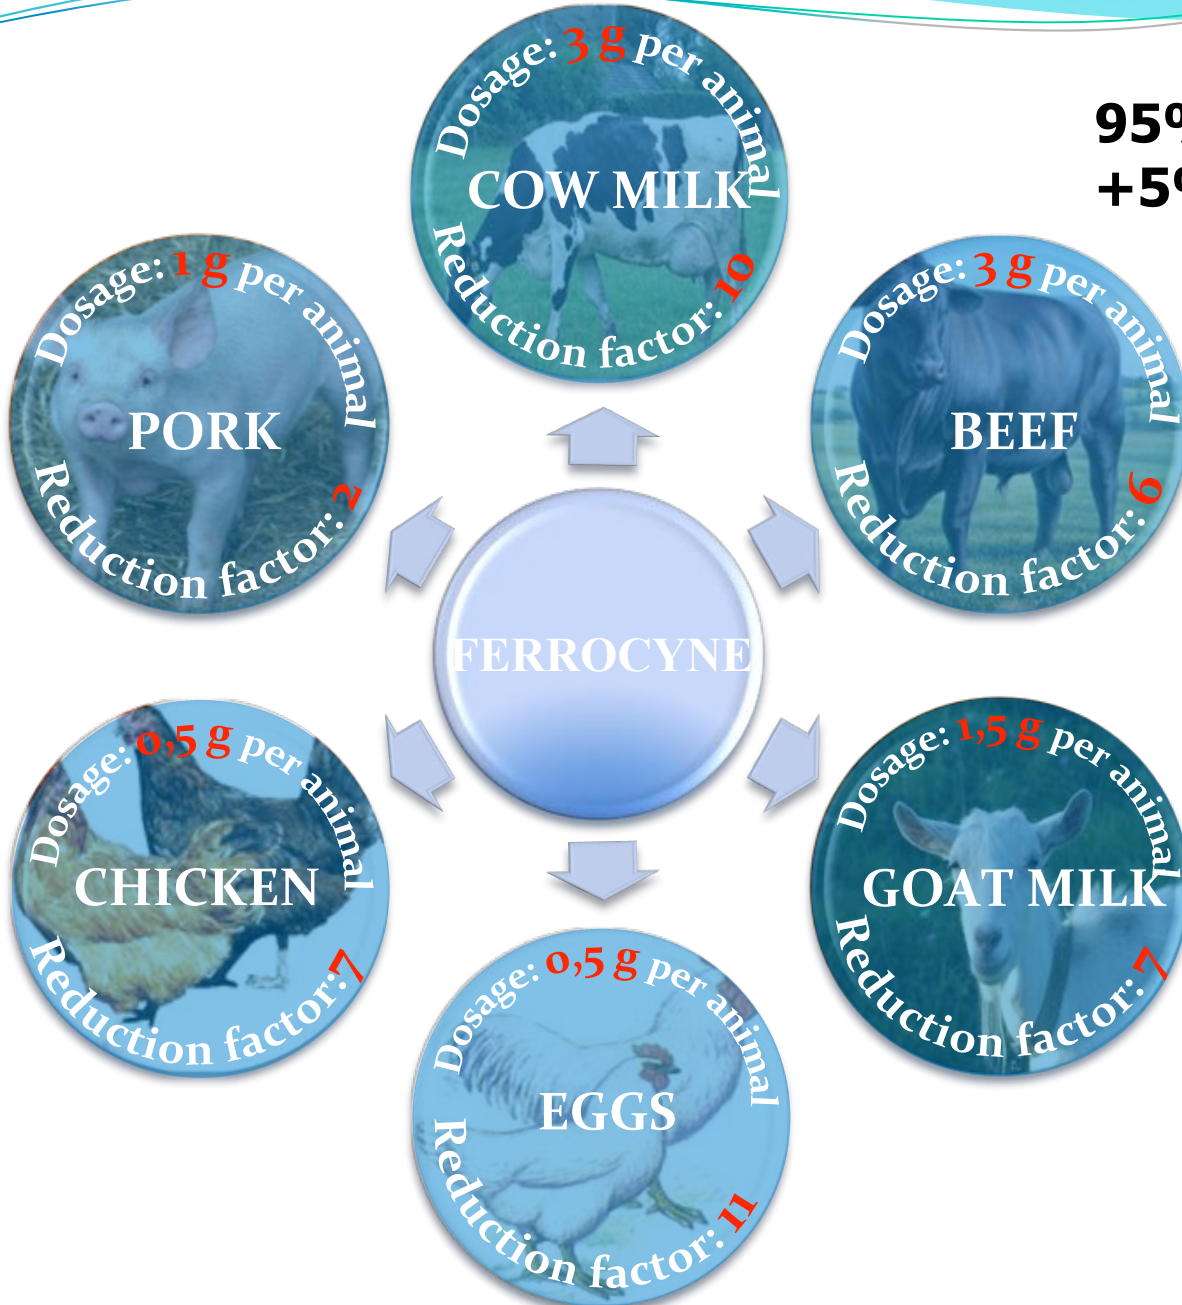 Dosage: 3 g per animal
COW MILK
Reduction factor: 10
95%
+5%
Dosage: 1 g per animal
PORK
Reduction factor: 2
Dosage: 3 g per animal
BEEF
Reduction factor: 6
FERROCYNE
Dosage: 0,5 g per animal
CHICKEN
Reduction factor: 7
Dosage: 1,5 g per animal
GOAT MILK
Reduction factor: 7
Dosage: 0,5 g per animal
EGGS
Reduction factor: 11